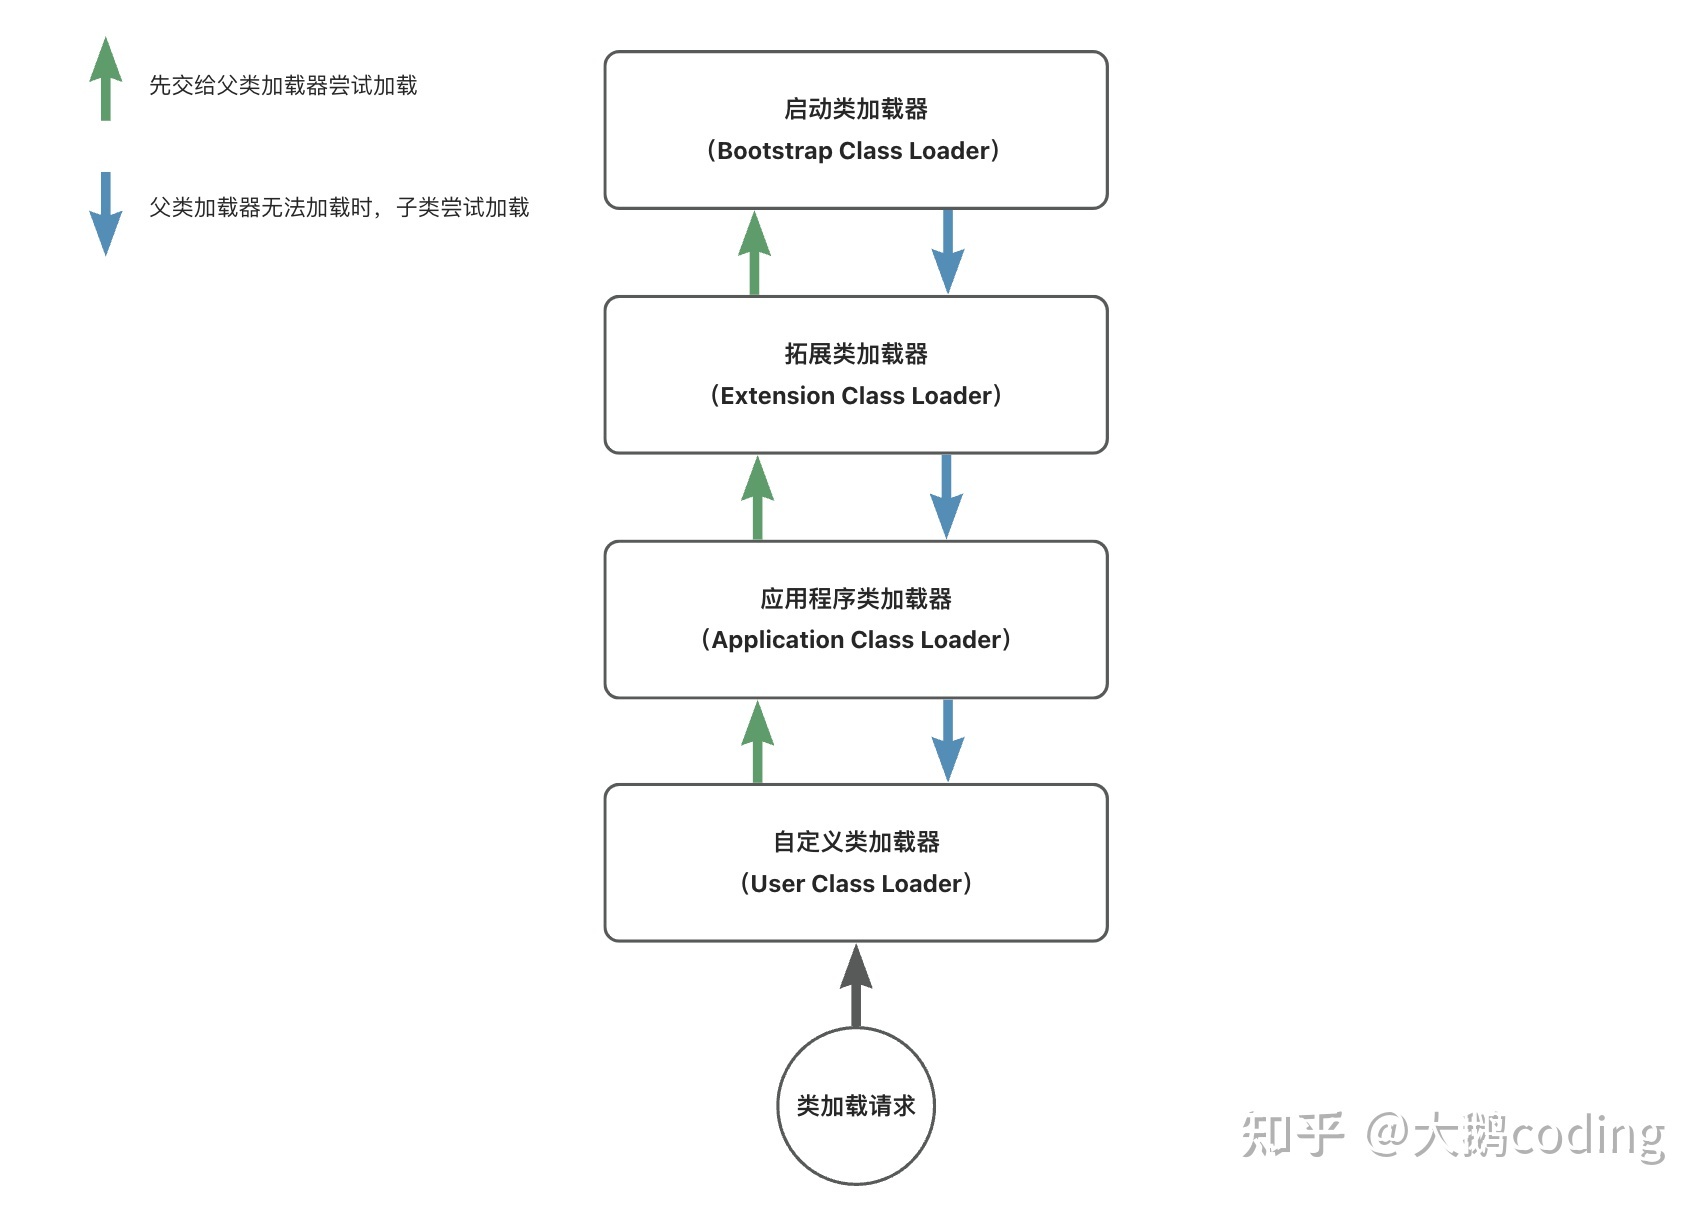 先交给父类加载器尝试加载
父类加载器无法加载时，子类尝试加载
启动类加载器
（Bootstrap Class Loader）
拓展类加载器
（Extension Class Loader）
应用程序类加载器
（Application Class Loader）
自定义类加载器
（User Class Loader）
类加载请求
知乎 @大鹅coding